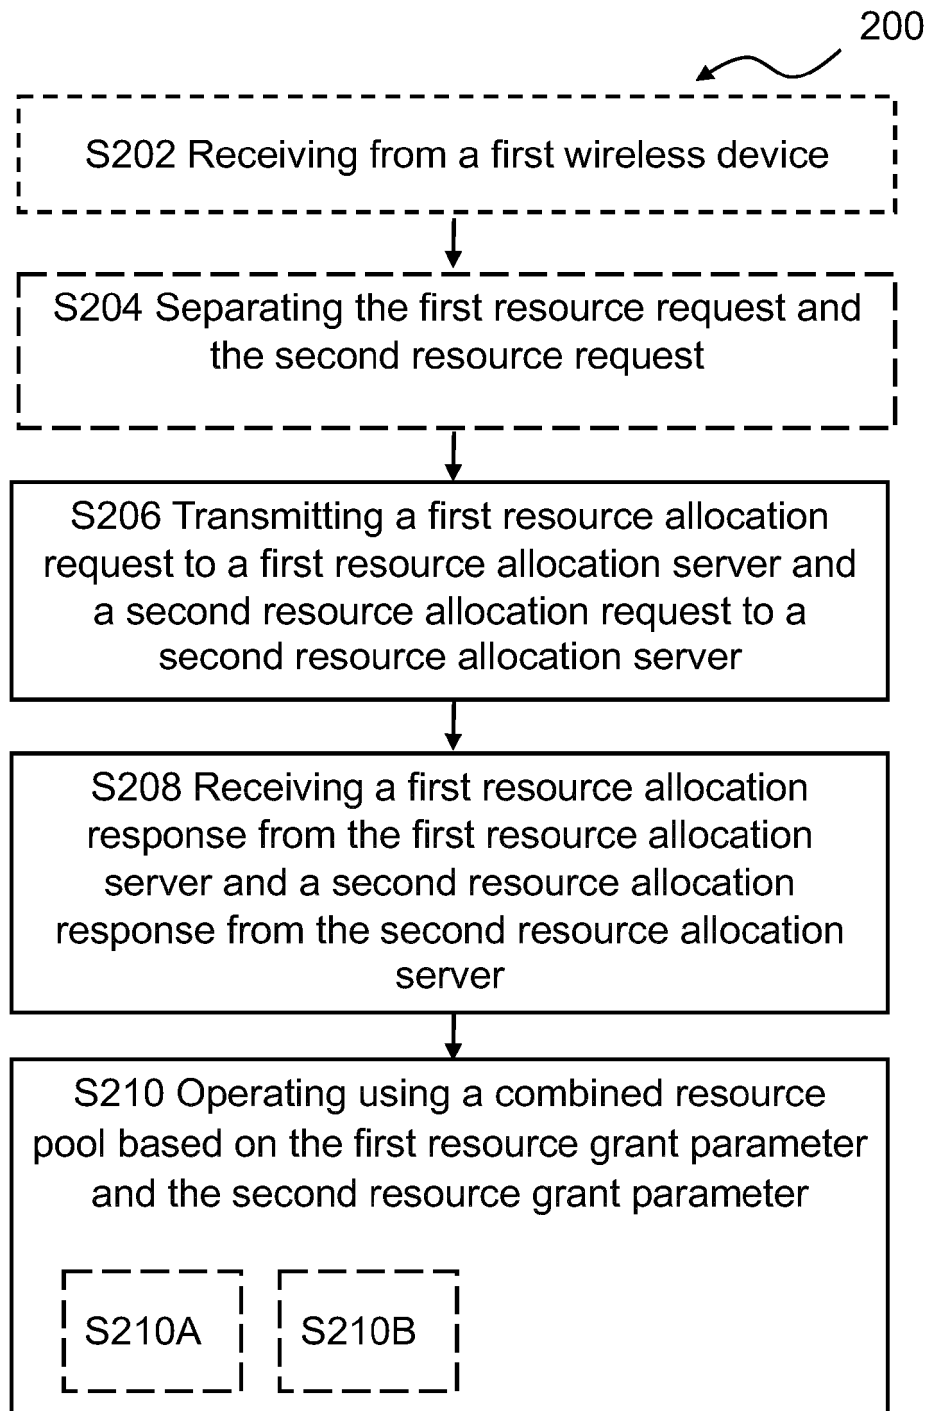 200
S202 Receiving from a first wireless device
S204 Separating the first resource request and
the second resource request
S206 Transmitting a first resource allocation
request to a first resource allocation server and
a second resource allocation request to a
second resource allocation server
S208 Receiving a first resource allocation
response from the first resource allocation
server and a second resource allocation
response from the second resource allocation
server
S210 Operating using a combined resource
pool based on the first resource grant parameter
and the second resource grant parameter
S210A
S210B